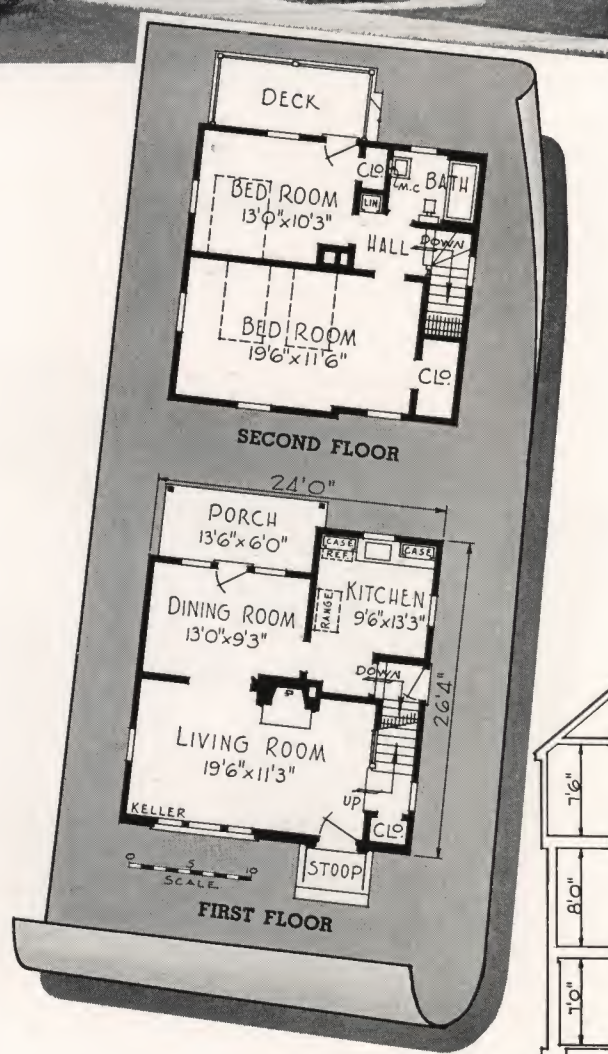 DECK
BED ROOM
13'0"x10'3"
CLO.
M.C.
BATH
LIN
HALL
DOWN
BED ROOM
19'6"x11'6"
CLO.
SECOND FLOOR
24'0"
PORCH
13'6"x6'0"
CASE
REF.
CASE
DINING ROOM
13'0"x9'3"
RANGE
KITCHEN
9'6"x13'3"
DOWN
26'4"
LIVING ROOM
19'6"x11'3"
UP
CLO.
KELLER
STOOP
0 5 10
SCALE
FIRST FLOOR
7'6"
8'0"
7'0"